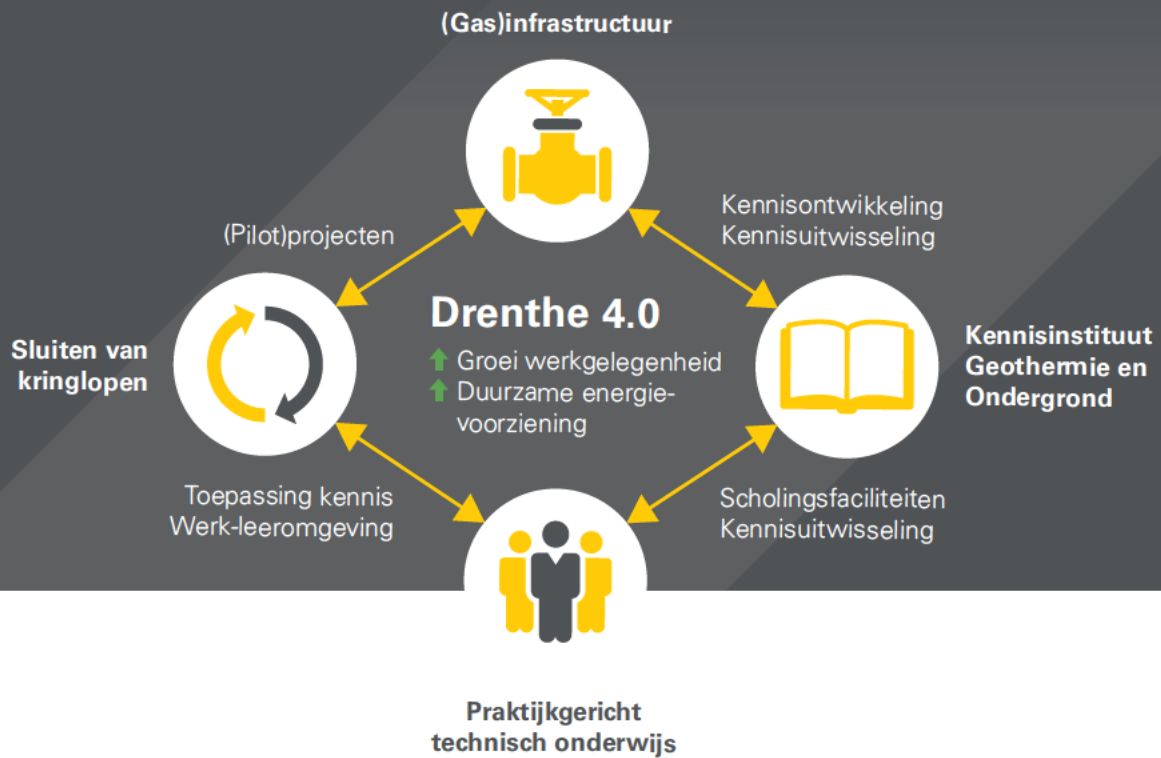 (Gas)infrastructuur
(Pilot)projecten
Kennisontwikkeling
Kennisuitwisseling
Drenthe 4.0
Groei werkgelegenheid
Duurzame energie-
voorziening
Sluiten van
kringlopen
Kennisinstituut
Geothermie en
Ondergrond
Toepassing kennis
Werk-leeromgeving
Scholingsfaciliteiten
Kennisuitwisseling
Praktijkgericht
technisch onderwijs